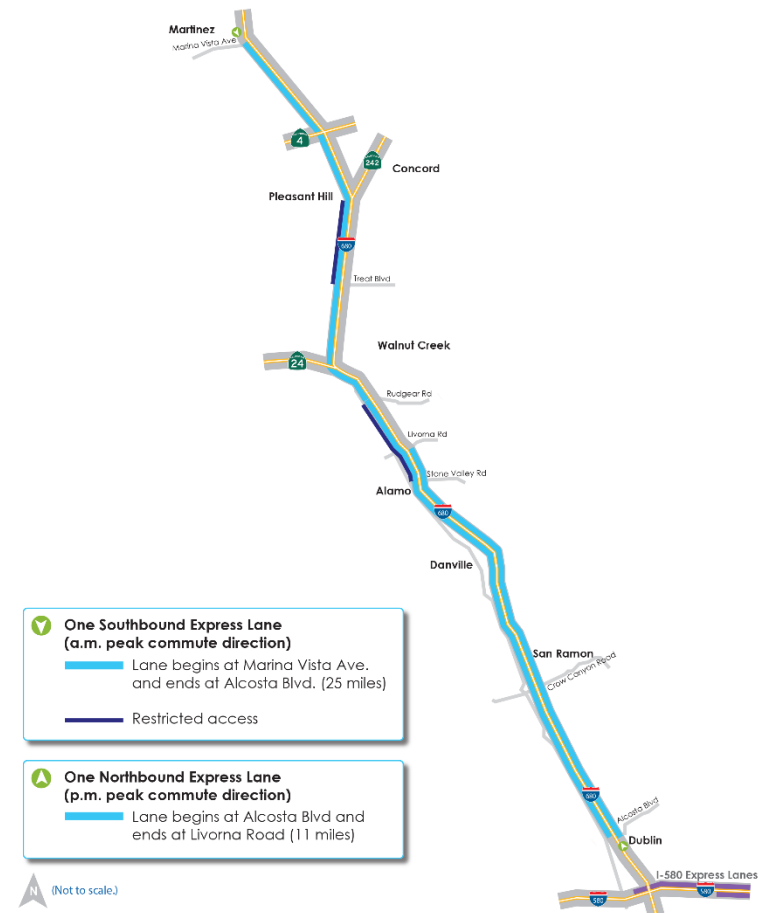 Martinez
Marina Vista Ave
4
242
Concord
Pleasant Hill
680
Treat Blvd
Walnut Creek
24
Rudgear Rd
Livorna Rd
Stone Valley Rd
Alamo
680
Danville
One Southbound Express Lane
(a.m. peak commute direction)
Lane begins at Marina Vista Ave.
and ends at Alcosta Blvd. (25 miles)
Restricted access
San Ramon
Crow Canyon Road
One Northbound Express Lane
(p.m. peak commute direction)
Lane begins at Alcosta Blvd and
ends at Livorna Road (11 miles)
680
Alcosta Blvd
Dublin
I-580 Express Lanes
580
580
N
(Not to scale.)